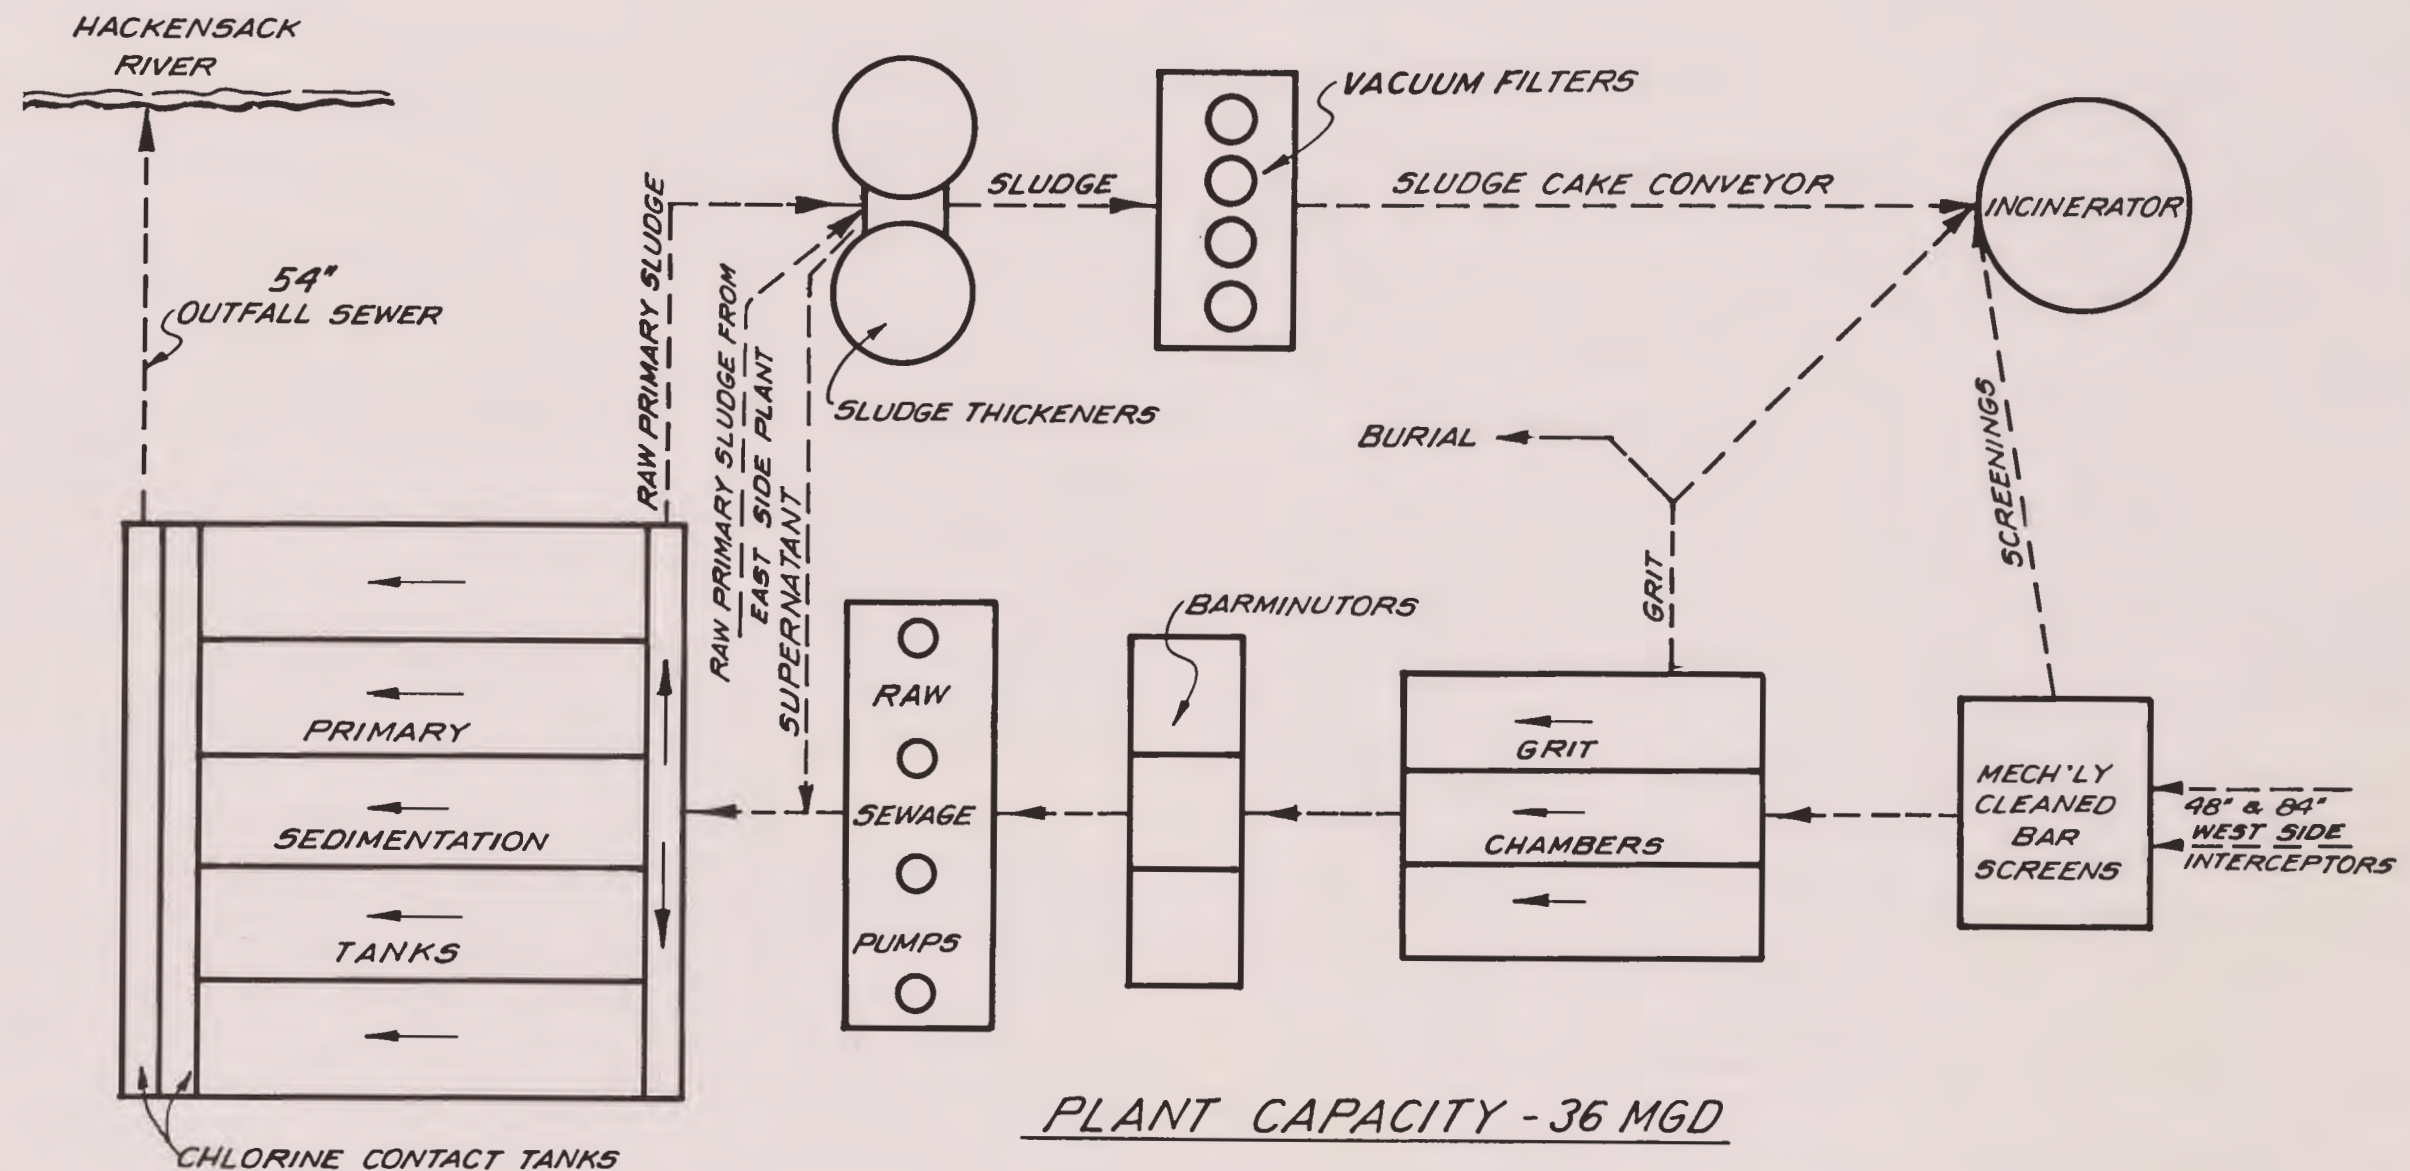 HACKENSACK
RIVER
54"
OUTFALL SEWER
RAW PRIMARY SLUDGE
RAW PRIMARY SLUDGE FROM
EAST SIDE PLANT
SUPERNATANT
SLUDGE THICKENERS
SLUDGE
VACUUM FILTERS
SLUDGE CAKE CONVEYOR
INCINERATOR
BURIAL
GRIT
SCREENINGS
PRIMARY
SEDIMENTATION
TANKS
CHLORINE CONTACT TANKS
RAW
SEWAGE
PUMPS
BARMINUTORS
GRIT
CHAMBERS
MECH'LY
CLEANED
BAR
SCREENS
48" & 84"
WEST SIDE
INTERCEPTORS
PLANT CAPACITY - 36 MGD